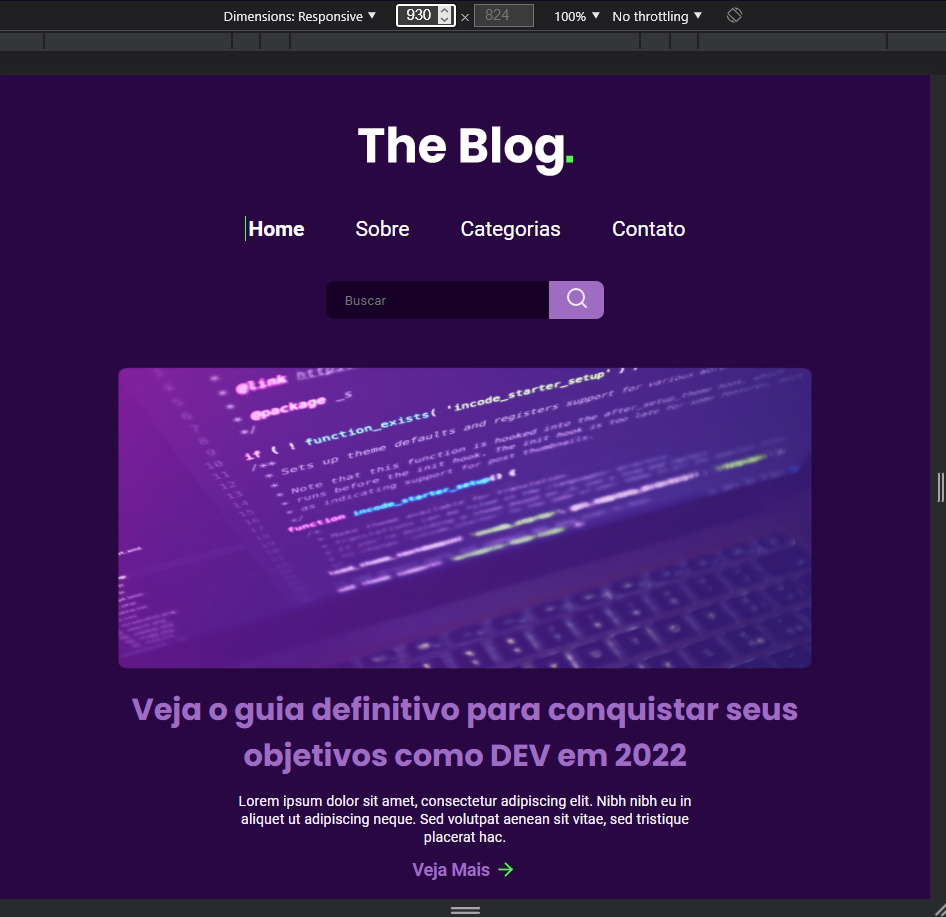 Dimensions: Responsive ▼ 930 × 824 100% ▼ No throttling ▼
The Blog.
Home Sobre Categorias Contato
Buscar
* @link
* @package _s
*/
if ( ! function_exists( 'incode_starter_setup' ) ) :
/**
* Sets up theme defaults and registers support for various
* Note that this function is hooked into the after_setup_theme hook, which
* runs before the init hook. The init hook is too late for some features, such
* as indicating support for post thumbnails.
*/
function incode_starter_setup() {
Veja o guia definitivo para conquistar seus
objetivos como DEV em 2022
Lorem ipsum dolor sit amet, consectetur adipiscing elit. Nibh nibh eu in
aliquet ut adipiscing neque. Sed volutpat aenean sit vitae, sed tristique
placerat hac.
Veja Mais →